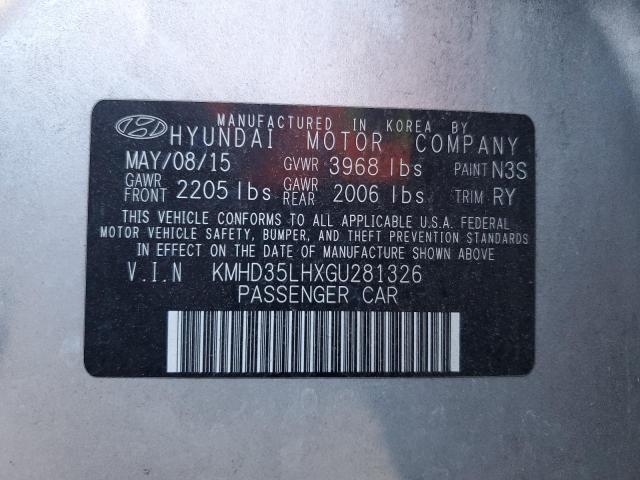 MANUFACTURED IN KOREA BY
HYUNDAI MOTOR COMPANY
MAY/08/15 GVWR 3968 lbs PAINT N3S
GAWR FRONT 2205 lbs GAWR REAR 2006 lbs TRIM RY
THIS VEHICLE CONFORMS TO ALL APPLICABLE U.S.A. FEDERAL
MOTOR VEHICLE SAFETY, BUMPER, AND THEFT PREVENTION STANDARDS
IN EFFECT ON THE DATE OF MANUFACTURE SHOWN ABOVE
V.I.N KMHD35LHXGU281326
PASSENGER CAR